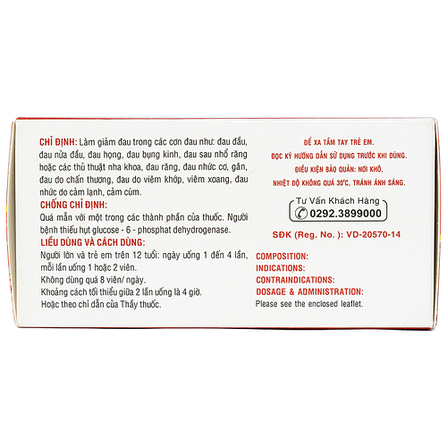 CHỈ ĐỊNH: Làm giảm đau trong các cơn đau như: đau đầu,
đau nửa đầu, đau họng, đau bụng kinh, đau sau nhổ răng
hoặc các thủ thuật nha khoa, đau răng, đau nhức cơ, gân,
đau do chấn thương, đau do viêm khớp, viêm xoang, đau
nhức do cảm lạnh, cảm cúm.
CHỐNG CHỈ ĐỊNH:
Quá mẫn với một trong các thành phần của thuốc. Người
bệnh thiếu hụt glucose - 6 - phosphat dehydrogenase.
LIỀU DÙNG VÀ CÁCH DÙNG:
Người lớn và trẻ em trên 12 tuổi: ngày uống 1 đến 4 lần,
mỗi lần uống 1 hoặc 2 viên.
Không dùng quá 8 viên/ ngày.
Khoảng cách tối thiểu giữa 2 lần uống là 4 giờ.
Hoặc theo chỉ dẫn của Thầy thuốc.
ĐỂ XA TẦM TAY TRẺ EM.
ĐỌC KỸ HƯỚNG DẪN SỬ DỤNG TRƯỚC KHI DÙNG.
ĐIỀU KIỆN BẢO QUẢN: NƠI KHÔ,
NHIỆT ĐỘ KHÔNG QUÁ 30°C, TRÁNH ÁNH SÁNG.
Tư Vấn Khách Hàng
0292.3899000
SĐK (Reg. No.): VD-20570-14
COMPOSITION:
INDICATIONS:
CONTRAINDICATIONS:
DOSAGE & ADMINISTRATION:
Please see the enclosed leaflet.